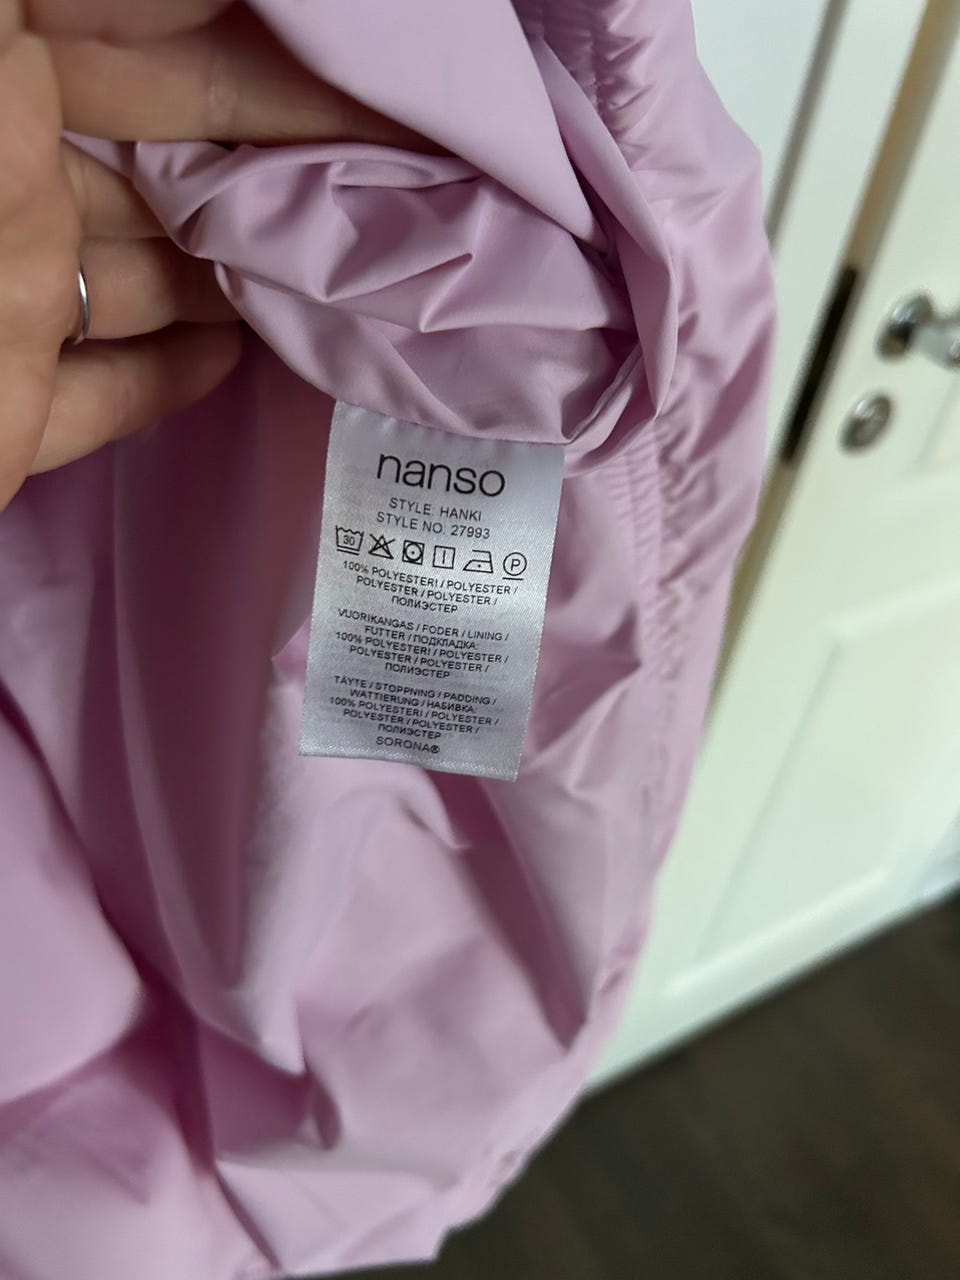 nanso
STYLE: HANKI
STYLE NO: 27993
30 P
100% POLYESTERI / POLYESTER /
POLYESTER / POLYESTER /
ПОЛИЭСТЕР
VUORIKANGAS / FODER / LINING /
FUTTER / ПОДКЛАДКА:
100% POLYESTERI / POLYESTER /
POLYESTER / POLYESTER /
ПОЛИЭСТЕР
TÄYTE / STOPPNING / PADDING /
WATTIERUNG / НАБИВКА:
100% POLYESTERI / POLYESTER /
POLYESTER / POLYESTER /
ПОЛИЭСТЕР
SORONA®